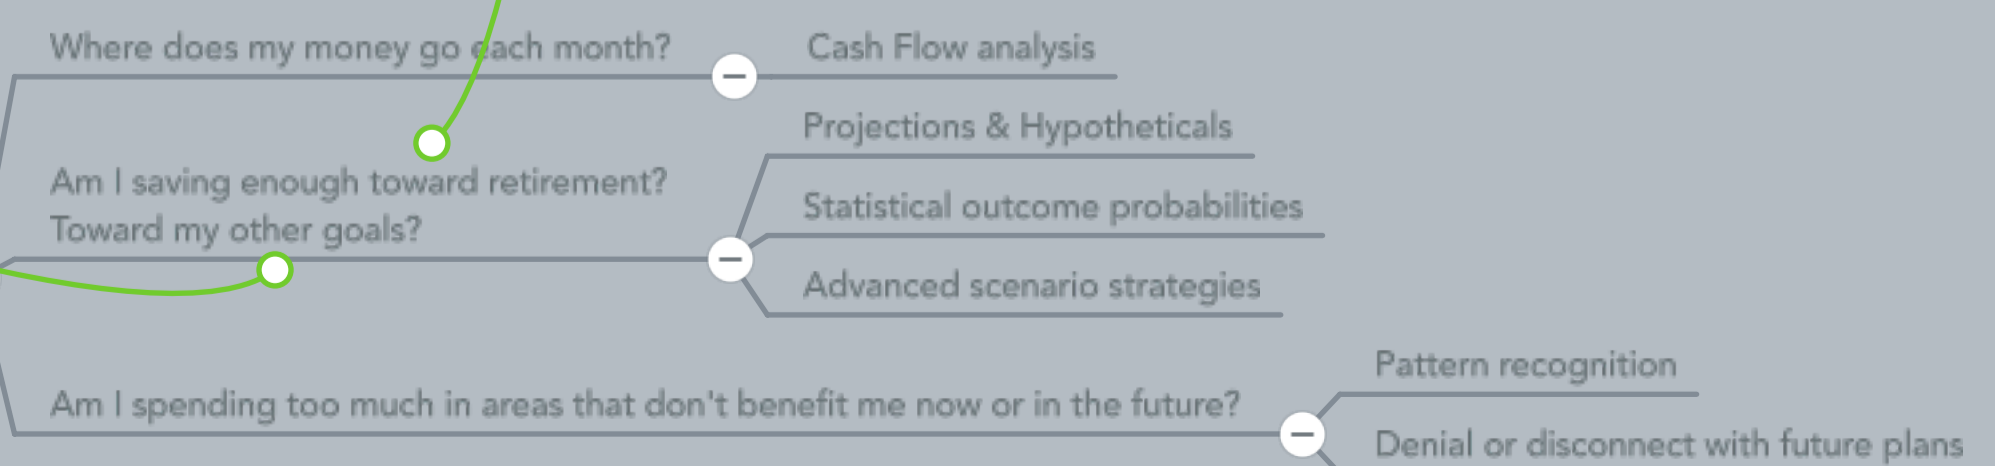 Where does my money go each month?
Cash Flow analysis
Am I saving enough toward retirement?
Toward my other goals?
Projections & Hypotheticals
Statistical outcome probabilities
Advanced scenario strategies
Am I spending too much in areas that don't benefit me now or in the future?
Pattern recognition
Denial or disconnect with future plans